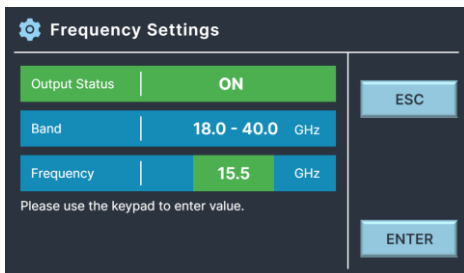 Frequency Settings
Output Status ON
Band 18.0 - 40.0 GHz
Frequency 15.5 GHz
Please use the keypad to enter value.
ESC
ENTER